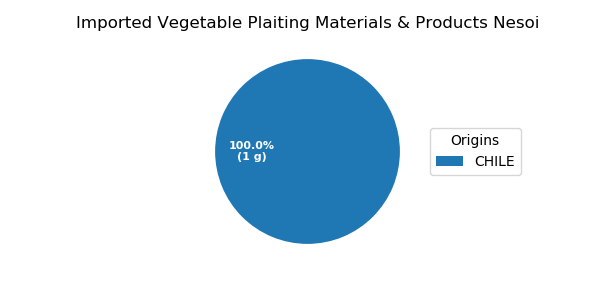 Imported Vegetable Plaiting Materials & Products Nesoi
100.0%
(1 g)
Origins
CHILE